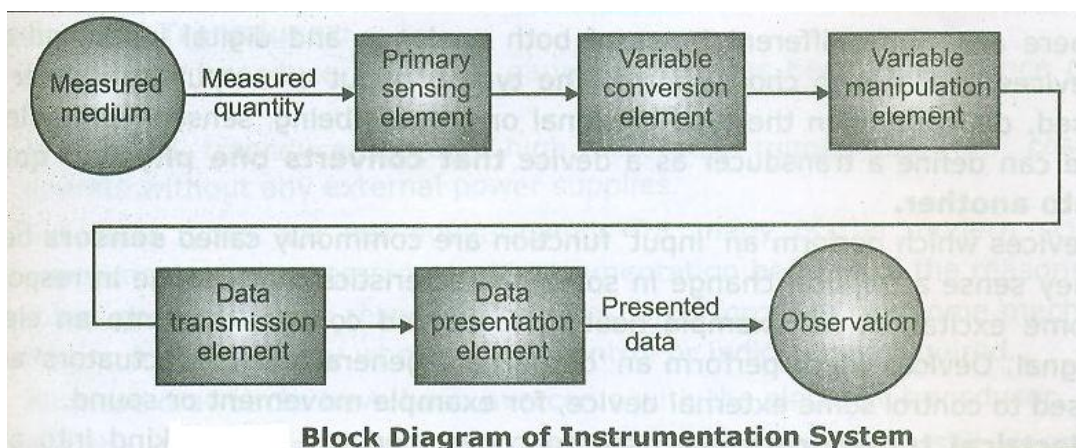 Measured
medium
Measured
quantity
Primary
sensing
element
Variable
conversion
element
Variable
manipulation
element
Data
transmission
element
Data
presentation
element
Presented
data
Observation
Block Diagram of Instrumentation System